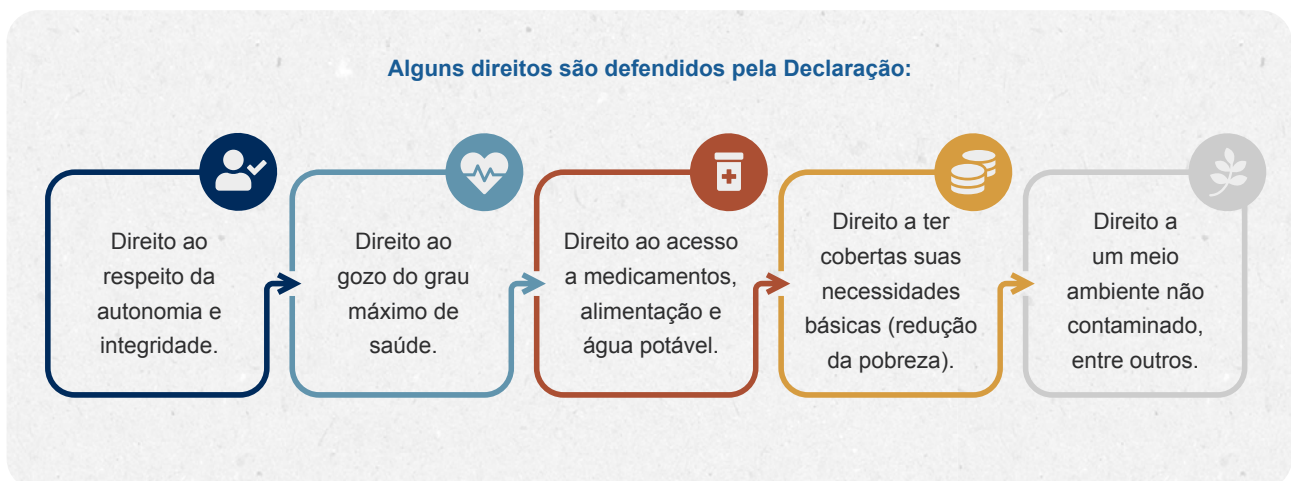 Alguns direitos são defendidos pela Declaração:
Direito ao
respeito da
autonomia e
integridade.
Direito ao
gozo do grau
máximo de
saúde.
Direito ao acesso
a medicamentos,
alimentação e
água potável.
Direito a ter
cobertas suas
necessidades
básicas (redução
da pobreza).
Direito a
um meio
ambiente não
contaminado,
entre outros.